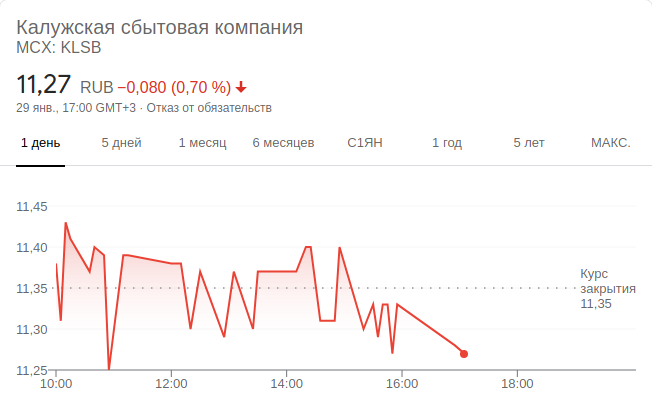 Калужская сбытовая компания
MCX: KLSB
11,27 RUB −0,080 (0,70 %)
29 янв., 17:00 GMT+3 · Отказ от обязательств
1 день 5 дней 1 месяц 6 месяцев С1ЯН 1 год 5 лет МАКС.
11,45
11,40
11,35
11,30
11,25
Курс
закрытия
11,35
10:00 12:00 14:00 16:00 18:00